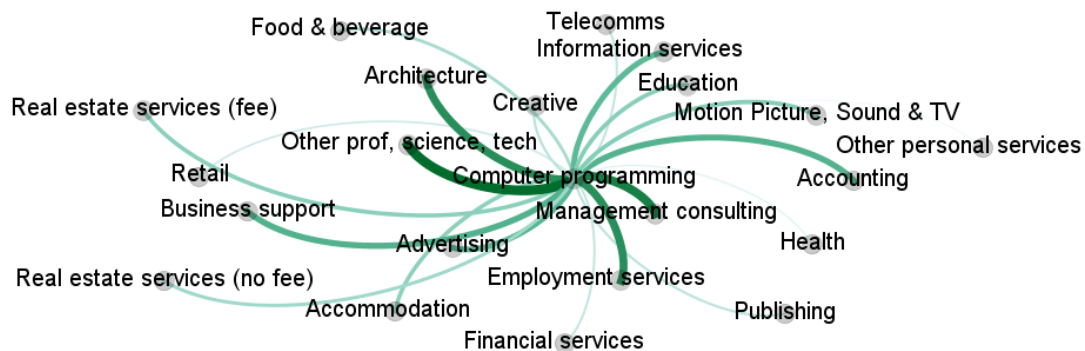 Telecomms
Food & beverage
Information services
Architecture
Education
Creative
Real estate services (fee)
Motion Picture, Sound & TV
Other prof, science, tech
Other personal services
Retail
Computer programming
Accounting
Business support
Management consulting
Advertising
Health
Real estate services (no fee)
Employment services
Accommodation
Publishing
Financial services